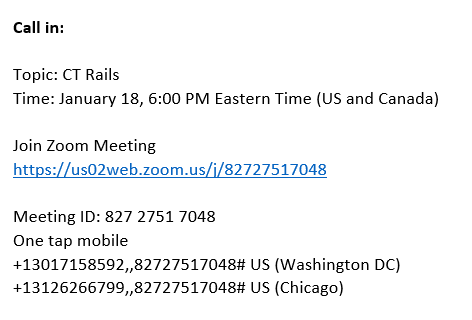 Call in:
Topic: CT Rails
Time: January 18, 6:00 PM Eastern Time (US and Canada)
Join Zoom Meeting
https://us02web.zoom.us/j/82727517048
Meeting ID: 827 2751 7048
One tap mobile
+13017158592,,82727517048# US (Washington DC)
+13126266799,,82727517048# US (Chicago)